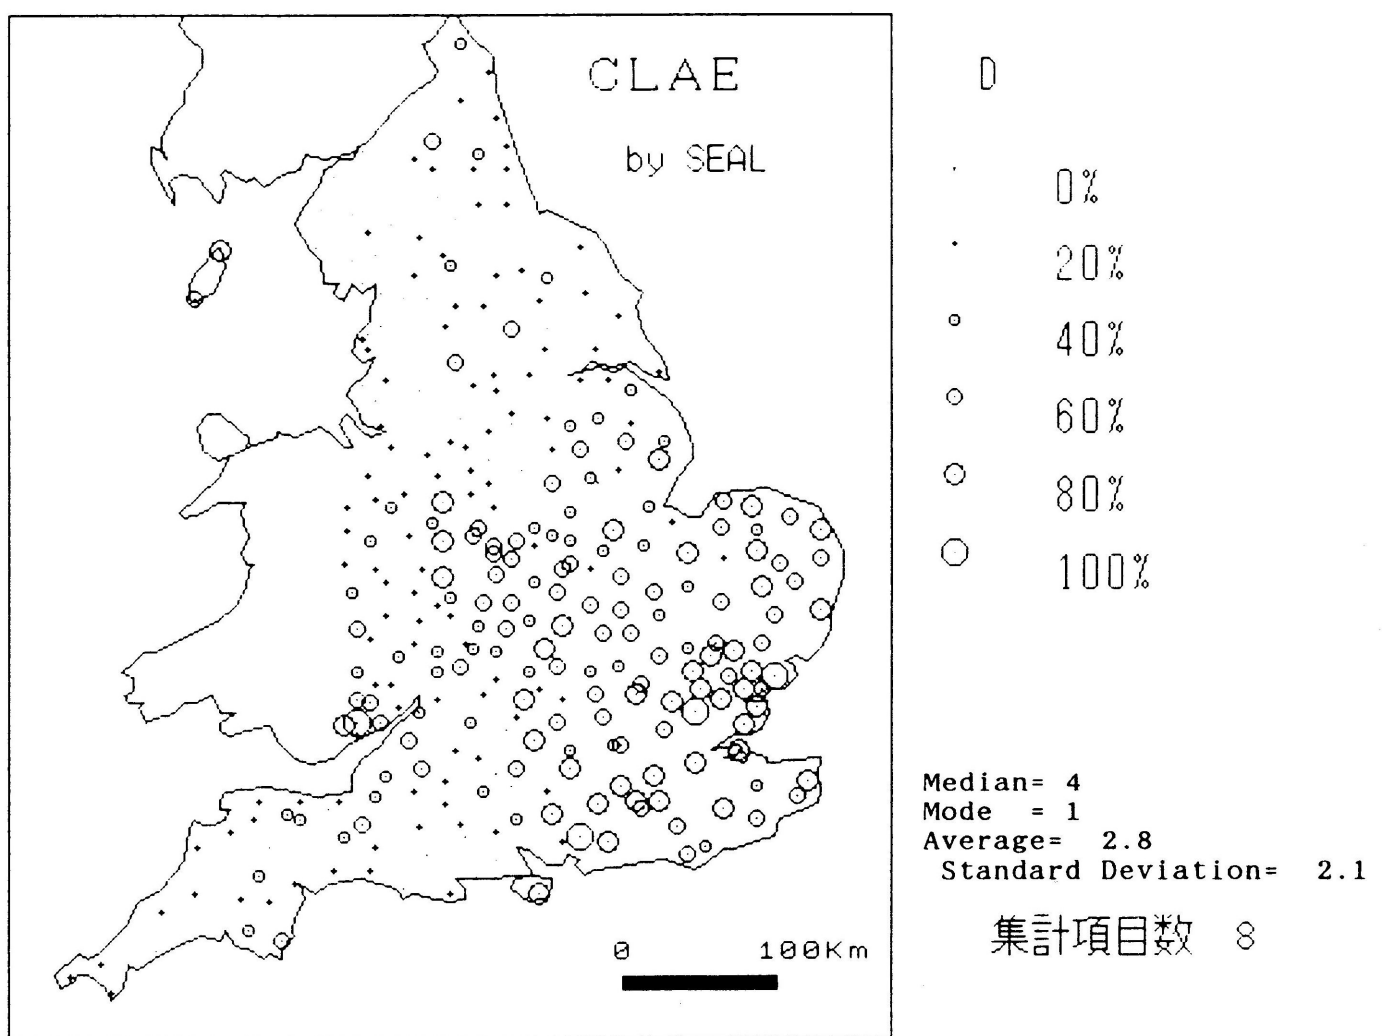 CLAE
by SEAL
0 100Km
D
0%
20%
40%
60%
80%
100%
Median= 4
Mode = 1
Average= 2.8
Standard Deviation= 2.1
集計項目数 8